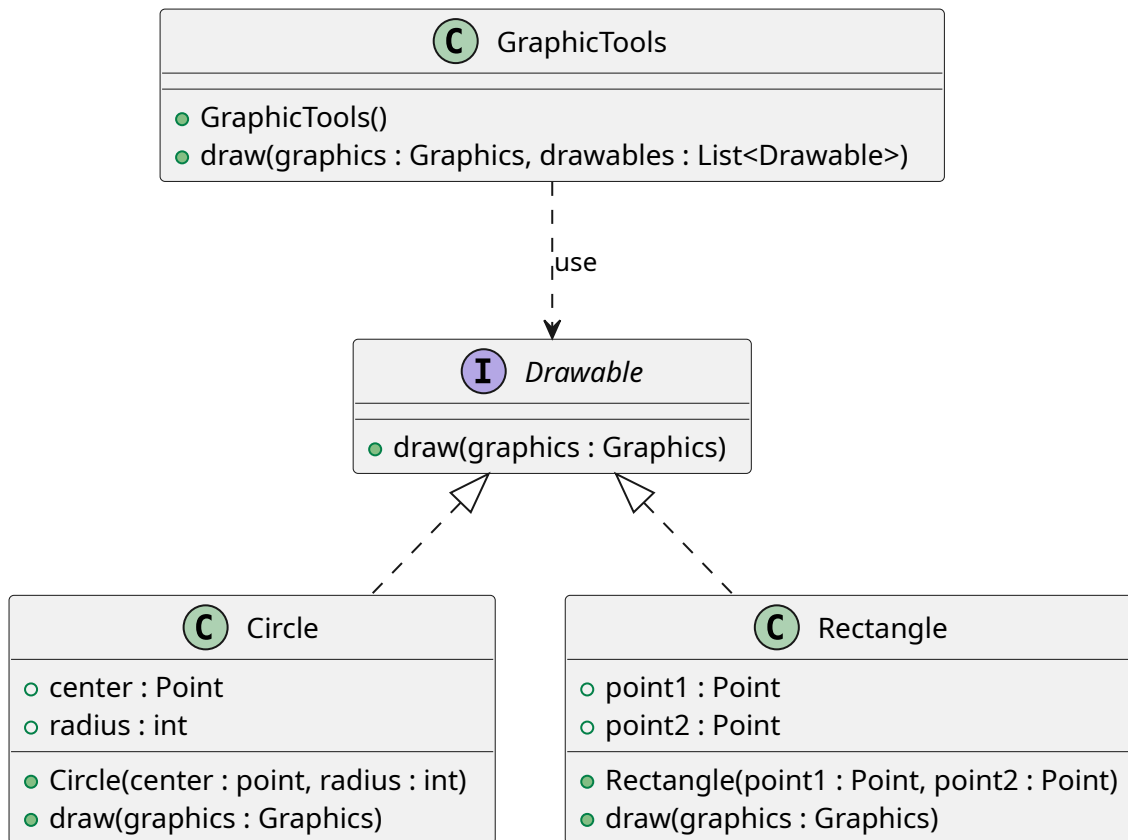 C GraphicTools
GraphicTools()
draw(graphics : Graphics, drawables : List<Drawable>)
use
I Drawable
draw(graphics : Graphics)
C Circle
center : Point
radius : int
Circle(center : point, radius : int)
draw(graphics : Graphics)
C Rectangle
point1 : Point
point2 : Point
Rectangle(point1 : Point, point2 : Point)
draw(graphics : Graphics)